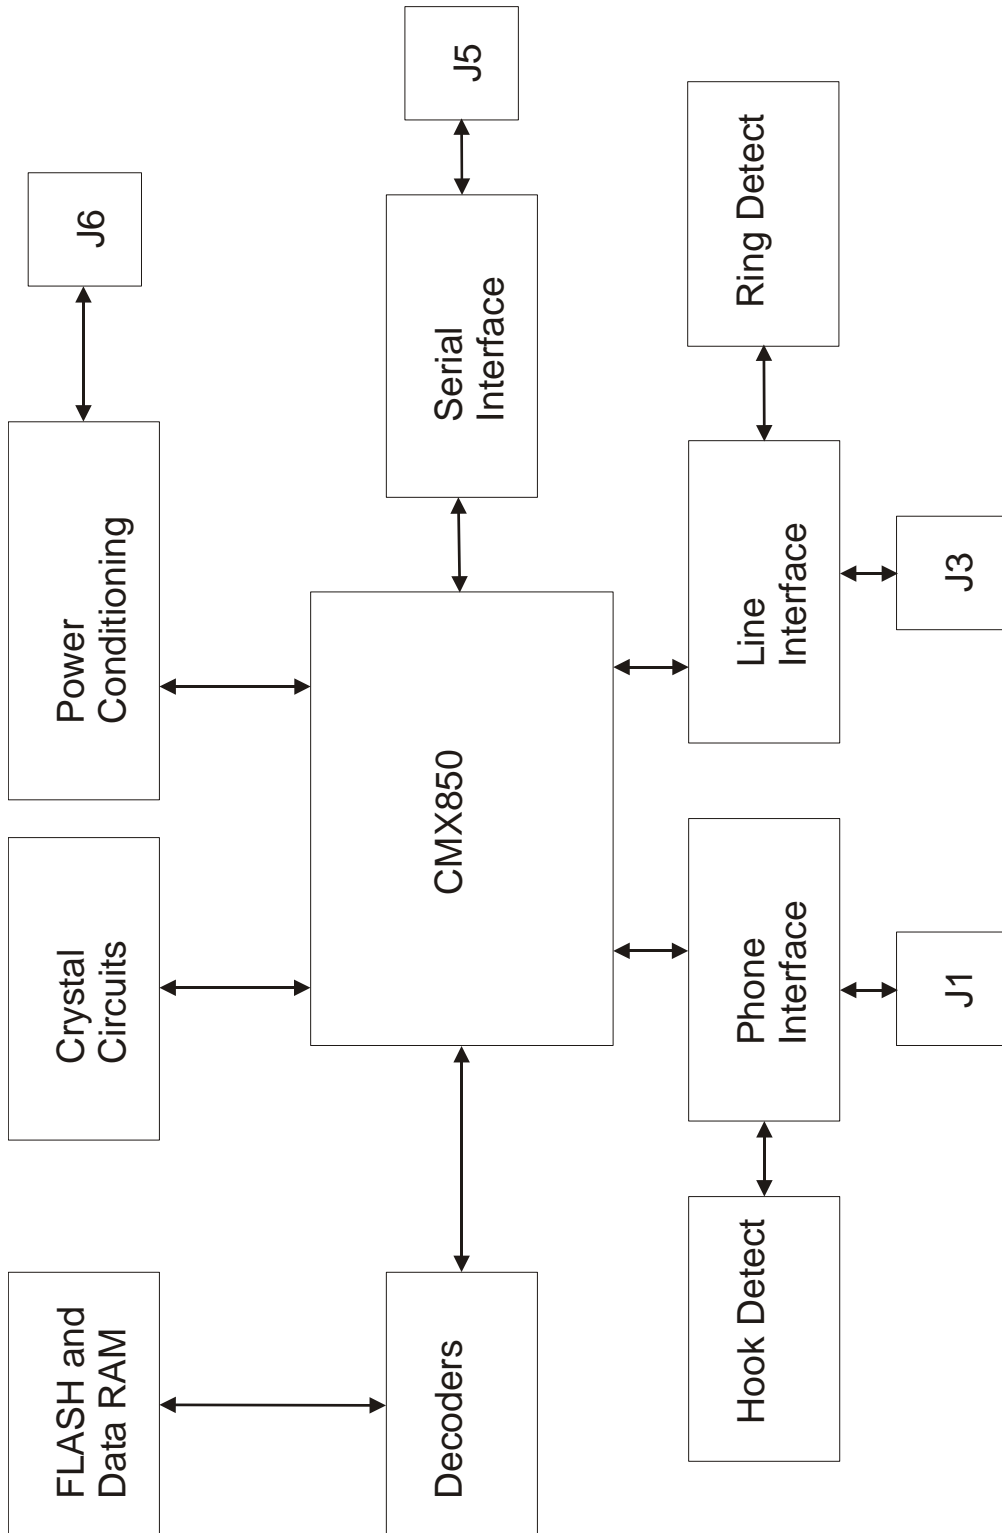 FLASH and
Data RAM
Crystal
Circuits
Power
Conditioning
J6
Decoders
CMX850
Serial
Interface
J5
Hook Detect
Phone
Interface
Line
Interface
Ring Detect
J1
J3